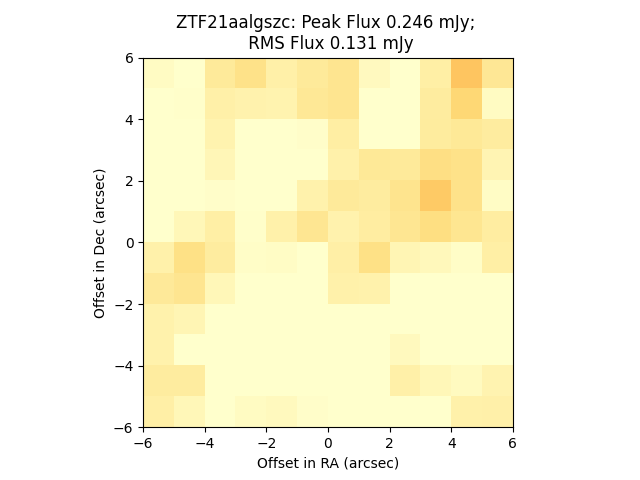 ZTF21aalgszc: Peak Flux 0.246 mJy;
RMS Flux 0.131 mJy
6
4
2
0
−2
−4
−6
Offset in Dec (arcsec)
−6 −4 −2 0 2 4 6
Offset in RA (arcsec)